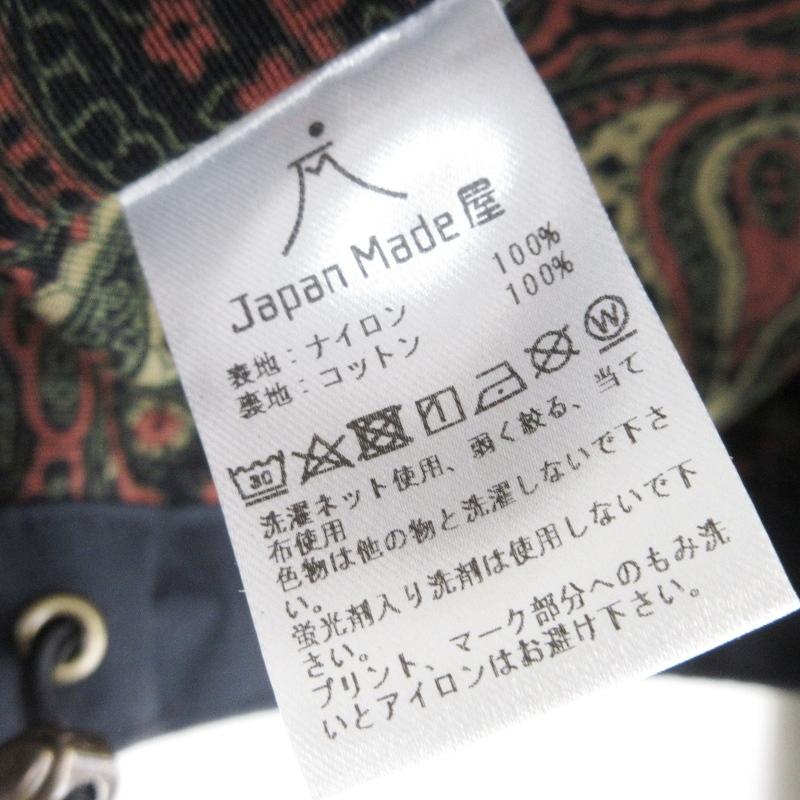 Japan Made 屋
表地：ナイロン 100%
裏地：コットン 100%
30
W
洗濯ネット使用、弱く絞る、当て
布使用
色物は他の物と洗濯しないで下さ
い。
蛍光剤入り洗剤は使用しないで下
さい。
プリント、マーク部分へのもみ洗
いとアイロンはお避け下さい。